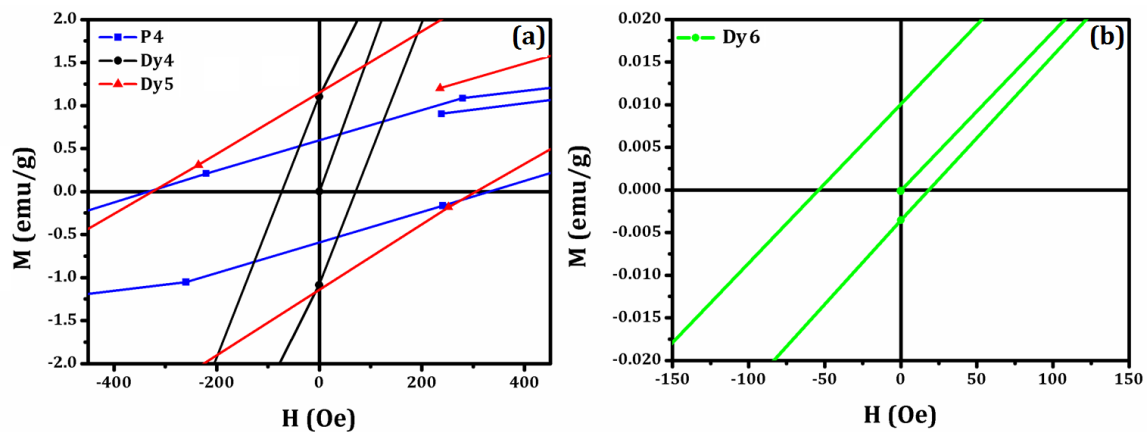 (a)
P4
Dy4
Dy5
2.0
1.5
1.0
0.5
0.0
-0.5
-1.0
-1.5
-2.0
M (emu/g)
-400 -200 0 200 400
H (Oe)
(b)
Dy6
0.020
0.015
0.010
0.005
0.000
-0.005
-0.010
-0.015
-0.020
M (emu/g)
-150 -100 -50 0 50 100 150
H (Oe)